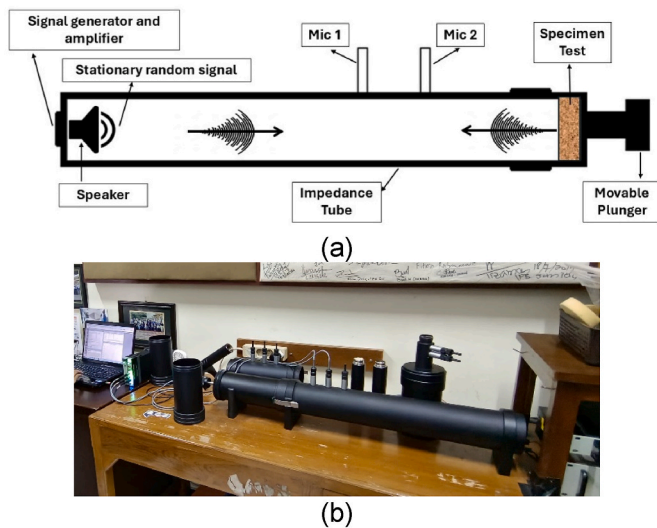 Signal generator and
amplifier
Stationary random signal
Mic 1
Mic 2
Specimen
Test
Speaker
Impedance
Tube
Movable
Plunger
(a)
(b)